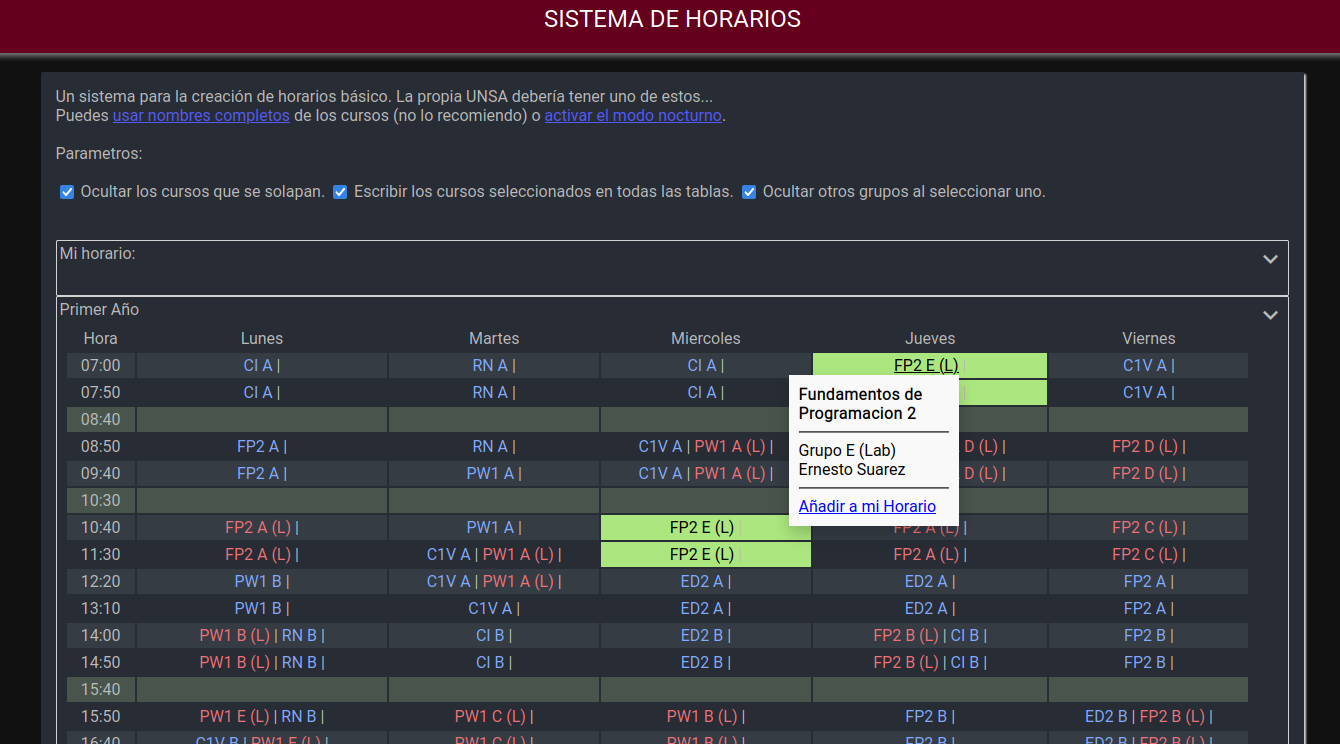 SISTEMA DE HORARIOS
Un sistema para la creación de horarios básico. La propia UNSA debería tener uno de estos...
Puedes usar nombres completos de los cursos (no lo recomiendo) o activar el modo nocturno.
Parametros:
Ocultar los cursos que se solapan. Escribir los cursos seleccionados en todas las tablas. Ocultar otros grupos al seleccionar uno.
Mi horario:
Primer Año
Hora Lunes Martes Miercoles Jueves Viernes
07:00 CI A | RN A | CI A | FP2 E (L) C1V A |
07:50 CI A | RN A | CI A | C1V A |
08:40
08:50 FP2 A | RN A | C1V A | PW1 A (L) | D (L) | FP2 D (L) |
09:40 FP2 A | PW1 A | C1V A | PW1 A (L) | D (L) | FP2 D (L) |
10:30
10:40 FP2 A (L) | PW1 A | FP2 E (L) FP2 A (L) | FP2 C (L) |
11:30 FP2 A (L) | C1V A | PW1 A (L) | FP2 E (L) FP2 A (L) | FP2 C (L) |
12:20 PW1 B | C1V A | PW1 A (L) | ED2 A | ED2 A | FP2 A |
13:10 PW1 B | C1V A | ED2 A | ED2 A | FP2 A |
14:00 PW1 B (L) | RN B | CI B | ED2 B | FP2 B (L) | CI B | FP2 B |
14:50 PW1 B (L) | RN B | CI B | ED2 B | FP2 B (L) | CI B | FP2 B |
15:40
15:50 PW1 E (L) | RN B | PW1 C (L) | PW1 B (L) | FP2 B | ED2 B | FP2 B (L) |
16:40 C1V B | PW1 E (L) | PW1 C (L) | PW1 B (L) | FP2 B | ED2 B | FP2 B (L) |
Fundamentos de
Programacion 2
Grupo E (Lab)
Ernesto Suarez
Añadir a mi Horario